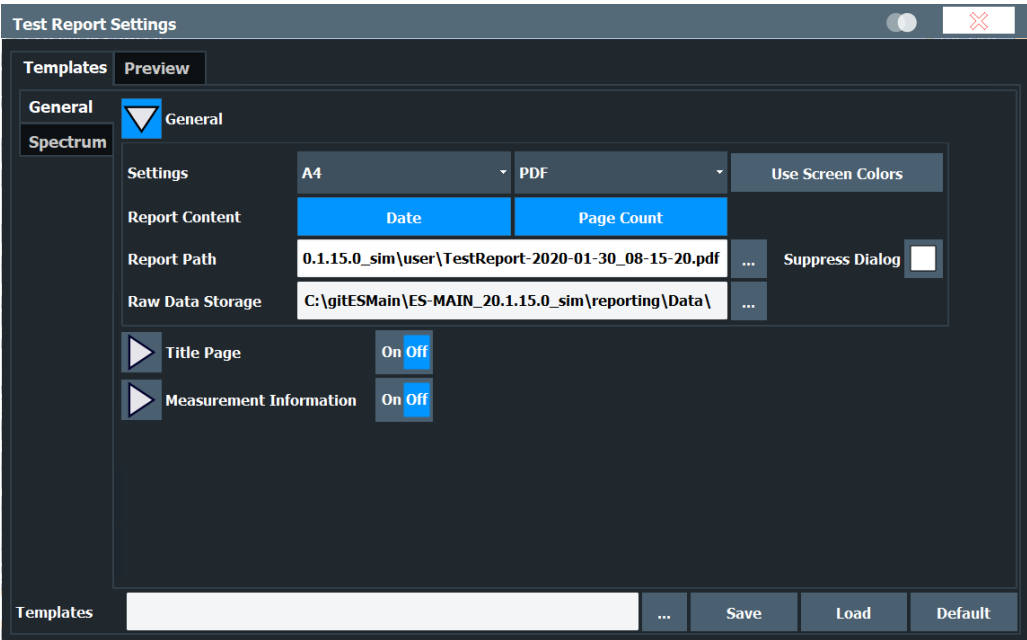 Test Report Settings
Templates Preview
General
Spectrum
General
Settings A4 PDF Use Screen Colors
Report Content Date Page Count
Report Path 0.1.15.0_sim\user\TestReport-2020-01-30_08-15-20.pdf ... Suppress Dialog
Raw Data Storage C:\gitESMain\ES-MAIN_20.1.15.0_sim\reporting\Data\ ...
Title Page On Off
Measurement Information On Off
Templates ... Save Load Default